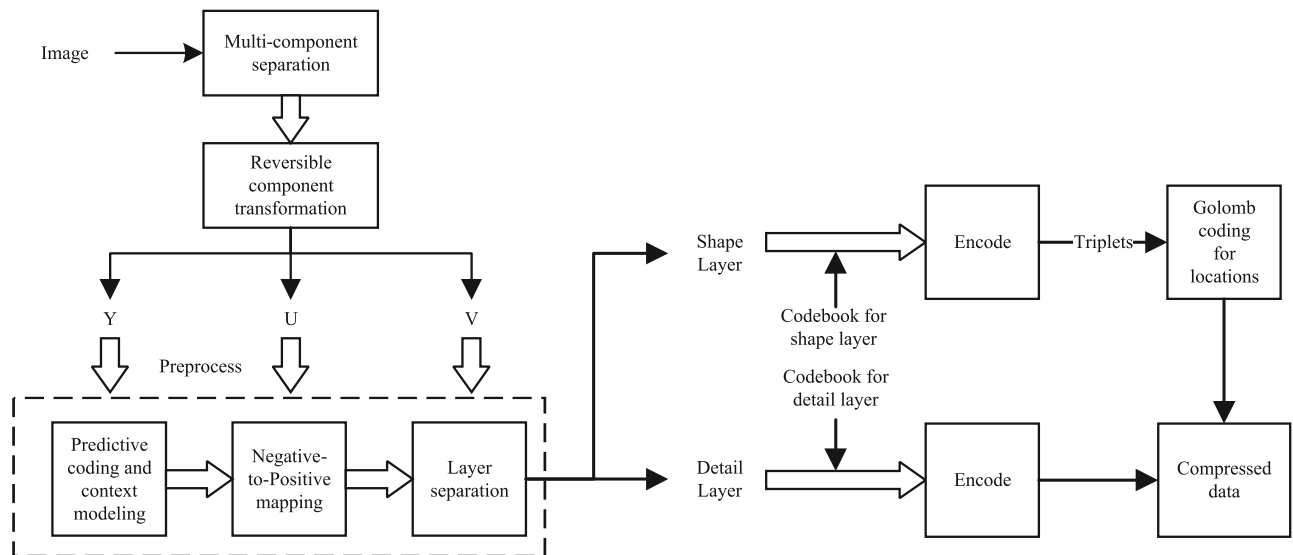 Image
Multi-component
separation
Reversible
component
transformation
Y
U
V
Preprocess
Predictive
coding and
context
modeling
Negative-
to-Positive
mapping
Layer
separation
Shape
Layer
Codebook for
shape layer
Encode
Triplets
Golomb
coding
for
locations
Detail
Layer
Codebook for
detail layer
Encode
Compressed
data